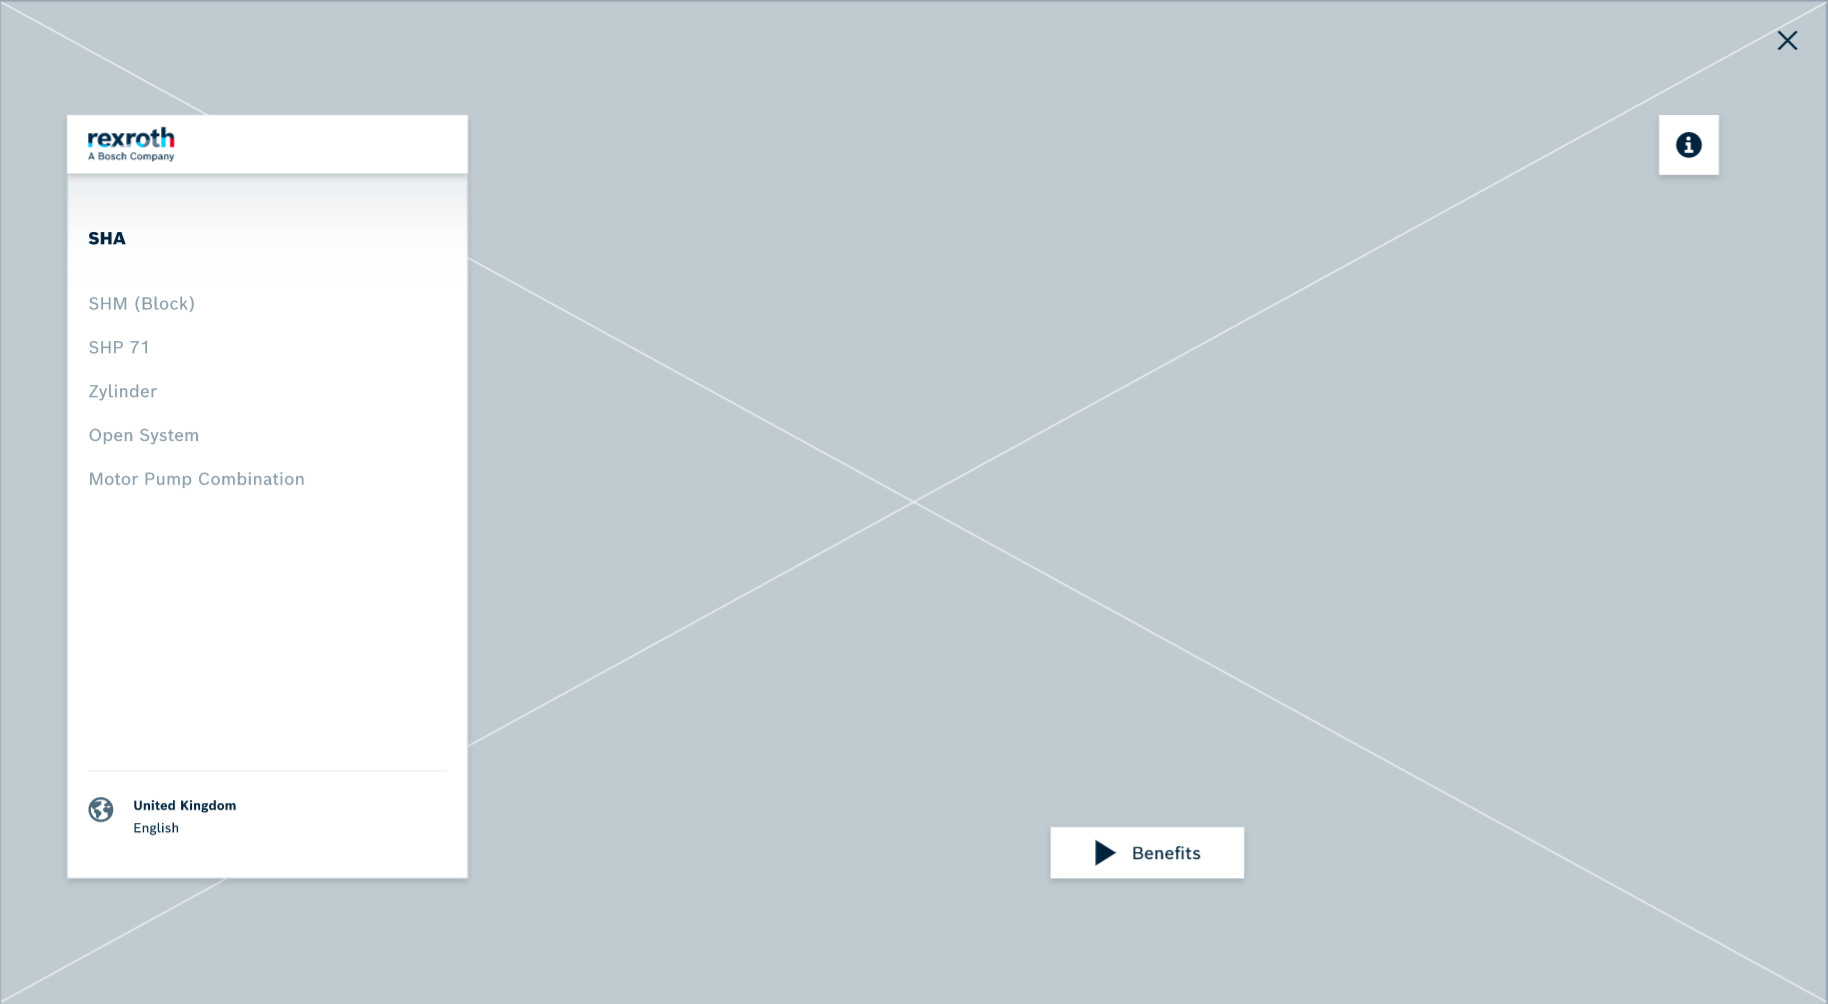 rexroth
A Bosch Company
SHA
SHM (Block)
SHP 71
Zylinder
Open System
Motor Pump Combination
United Kingdom
English
Benefits